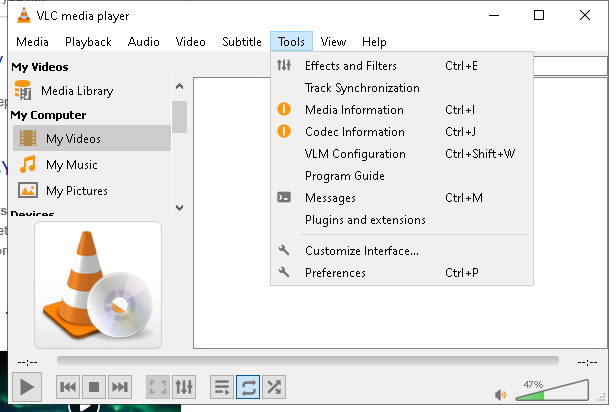 VLC media player
Media Playback Audio Video Subtitle Tools View Help
My Videos
Media Library
My Computer
My Videos
My Music
My Pictures
Devices
Effects and Filters Ctrl+E
Track Synchronization
Media Information Ctrl+I
Codec Information Ctrl+J
VLM Configuration Ctrl+Shift+W
Program Guide
Messages Ctrl+M
Plugins and extensions
Customize Interface...
Preferences Ctrl+P
--:-- --:--
47%